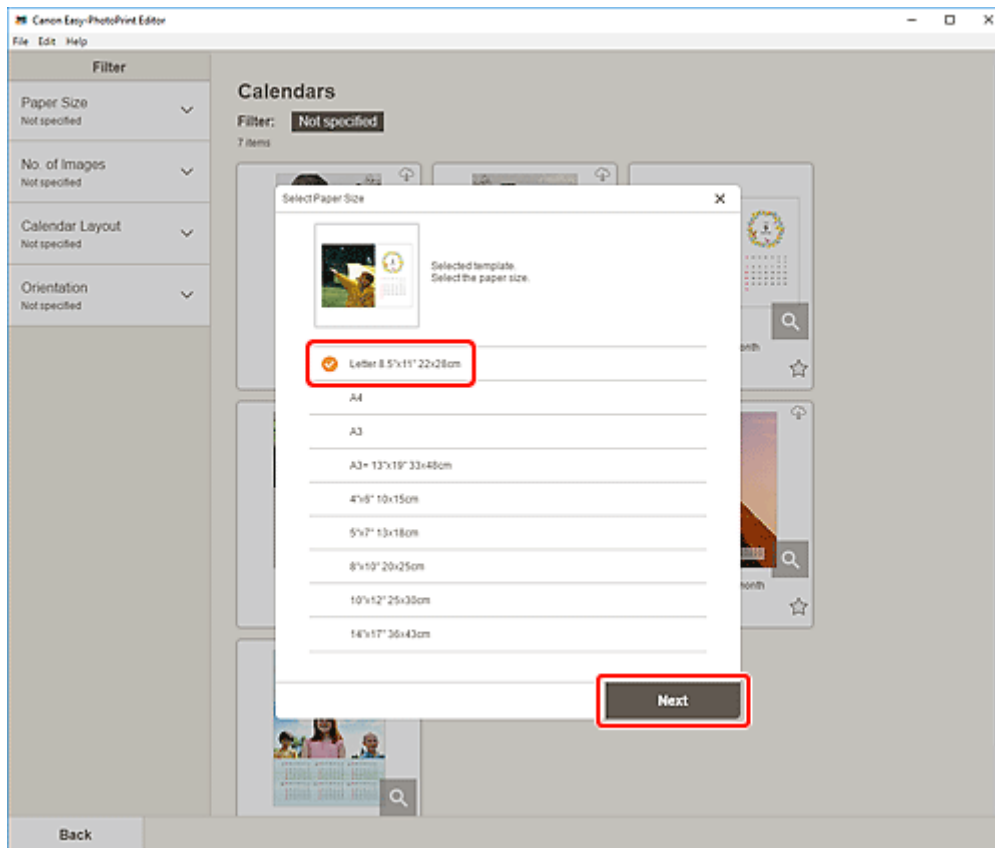 Canon Easy-PhotoPrint Editor
File Edit Help
Filter
Paper Size
Not specified
No. of Images
Not specified
Calendar Layout
Not specified
Orientation
Not specified
Calendars
Filter: Not specified
7 items
Select Paper Size
Selected template.
Select the paper size.
Letter 8.5"x11" 22x28cm
A4
A3
A3+ 13"x19" 33x48cm
4"x6" 10x15cm
5"x7" 13x18cm
8"x10" 20x25cm
10"x12" 25x30cm
14"x17" 36x43cm
Next
onth
month
Back